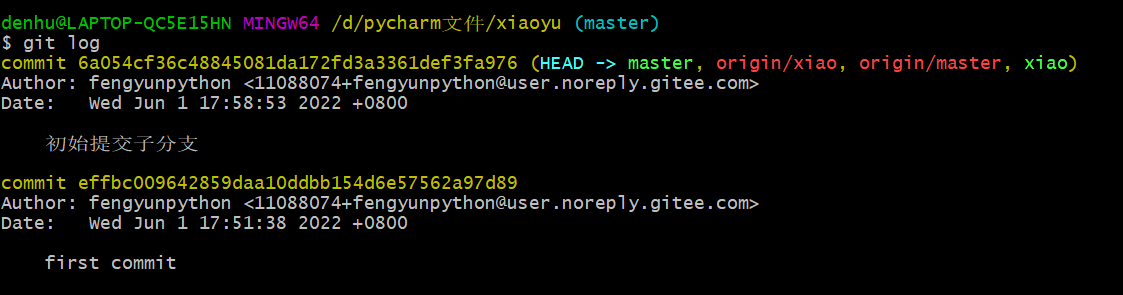 denhu@LAPTOP-QC5E15HN MINGW64 /d/pycharm文件/xiaoyu (master)
$ git log
commit 6a054cf36c48845081da172fd3a3361def3fa976 (HEAD -> master, origin/xiao, origin/master, xiao)
Author: fengyunpython <11088074+fengyunpython@user.noreply.gitee.com>
Date:   Wed Jun 1 17:58:53 2022 +0800
初始提交子分支
commit effbc009642859daa10ddbb154d6e57562a97d89
Author: fengyunpython <11088074+fengyunpython@user.noreply.gitee.com>
Date:   Wed Jun 1 17:51:38 2022 +0800
first commit